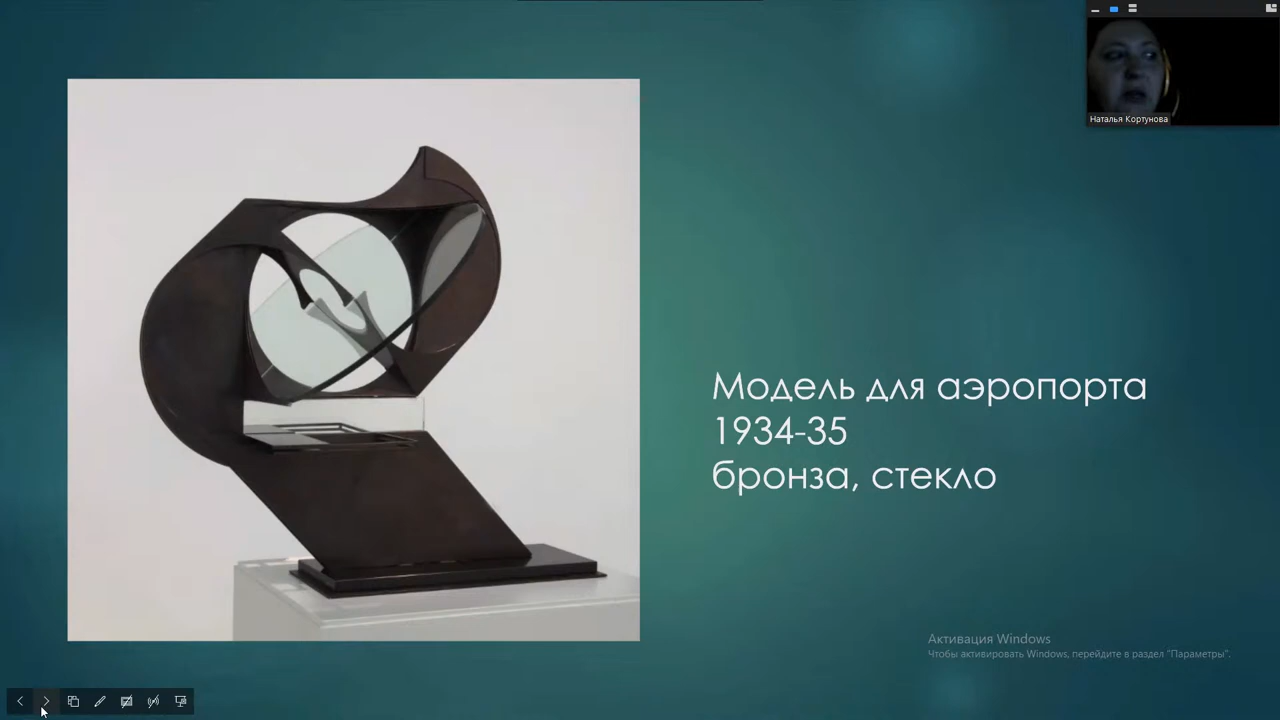 Наталья Кортунова
Модель для аэропорта
1934-35
бронза, стекло
Активация Windows
Чтобы активировать Windows, перейдите в раздел "Параметры".